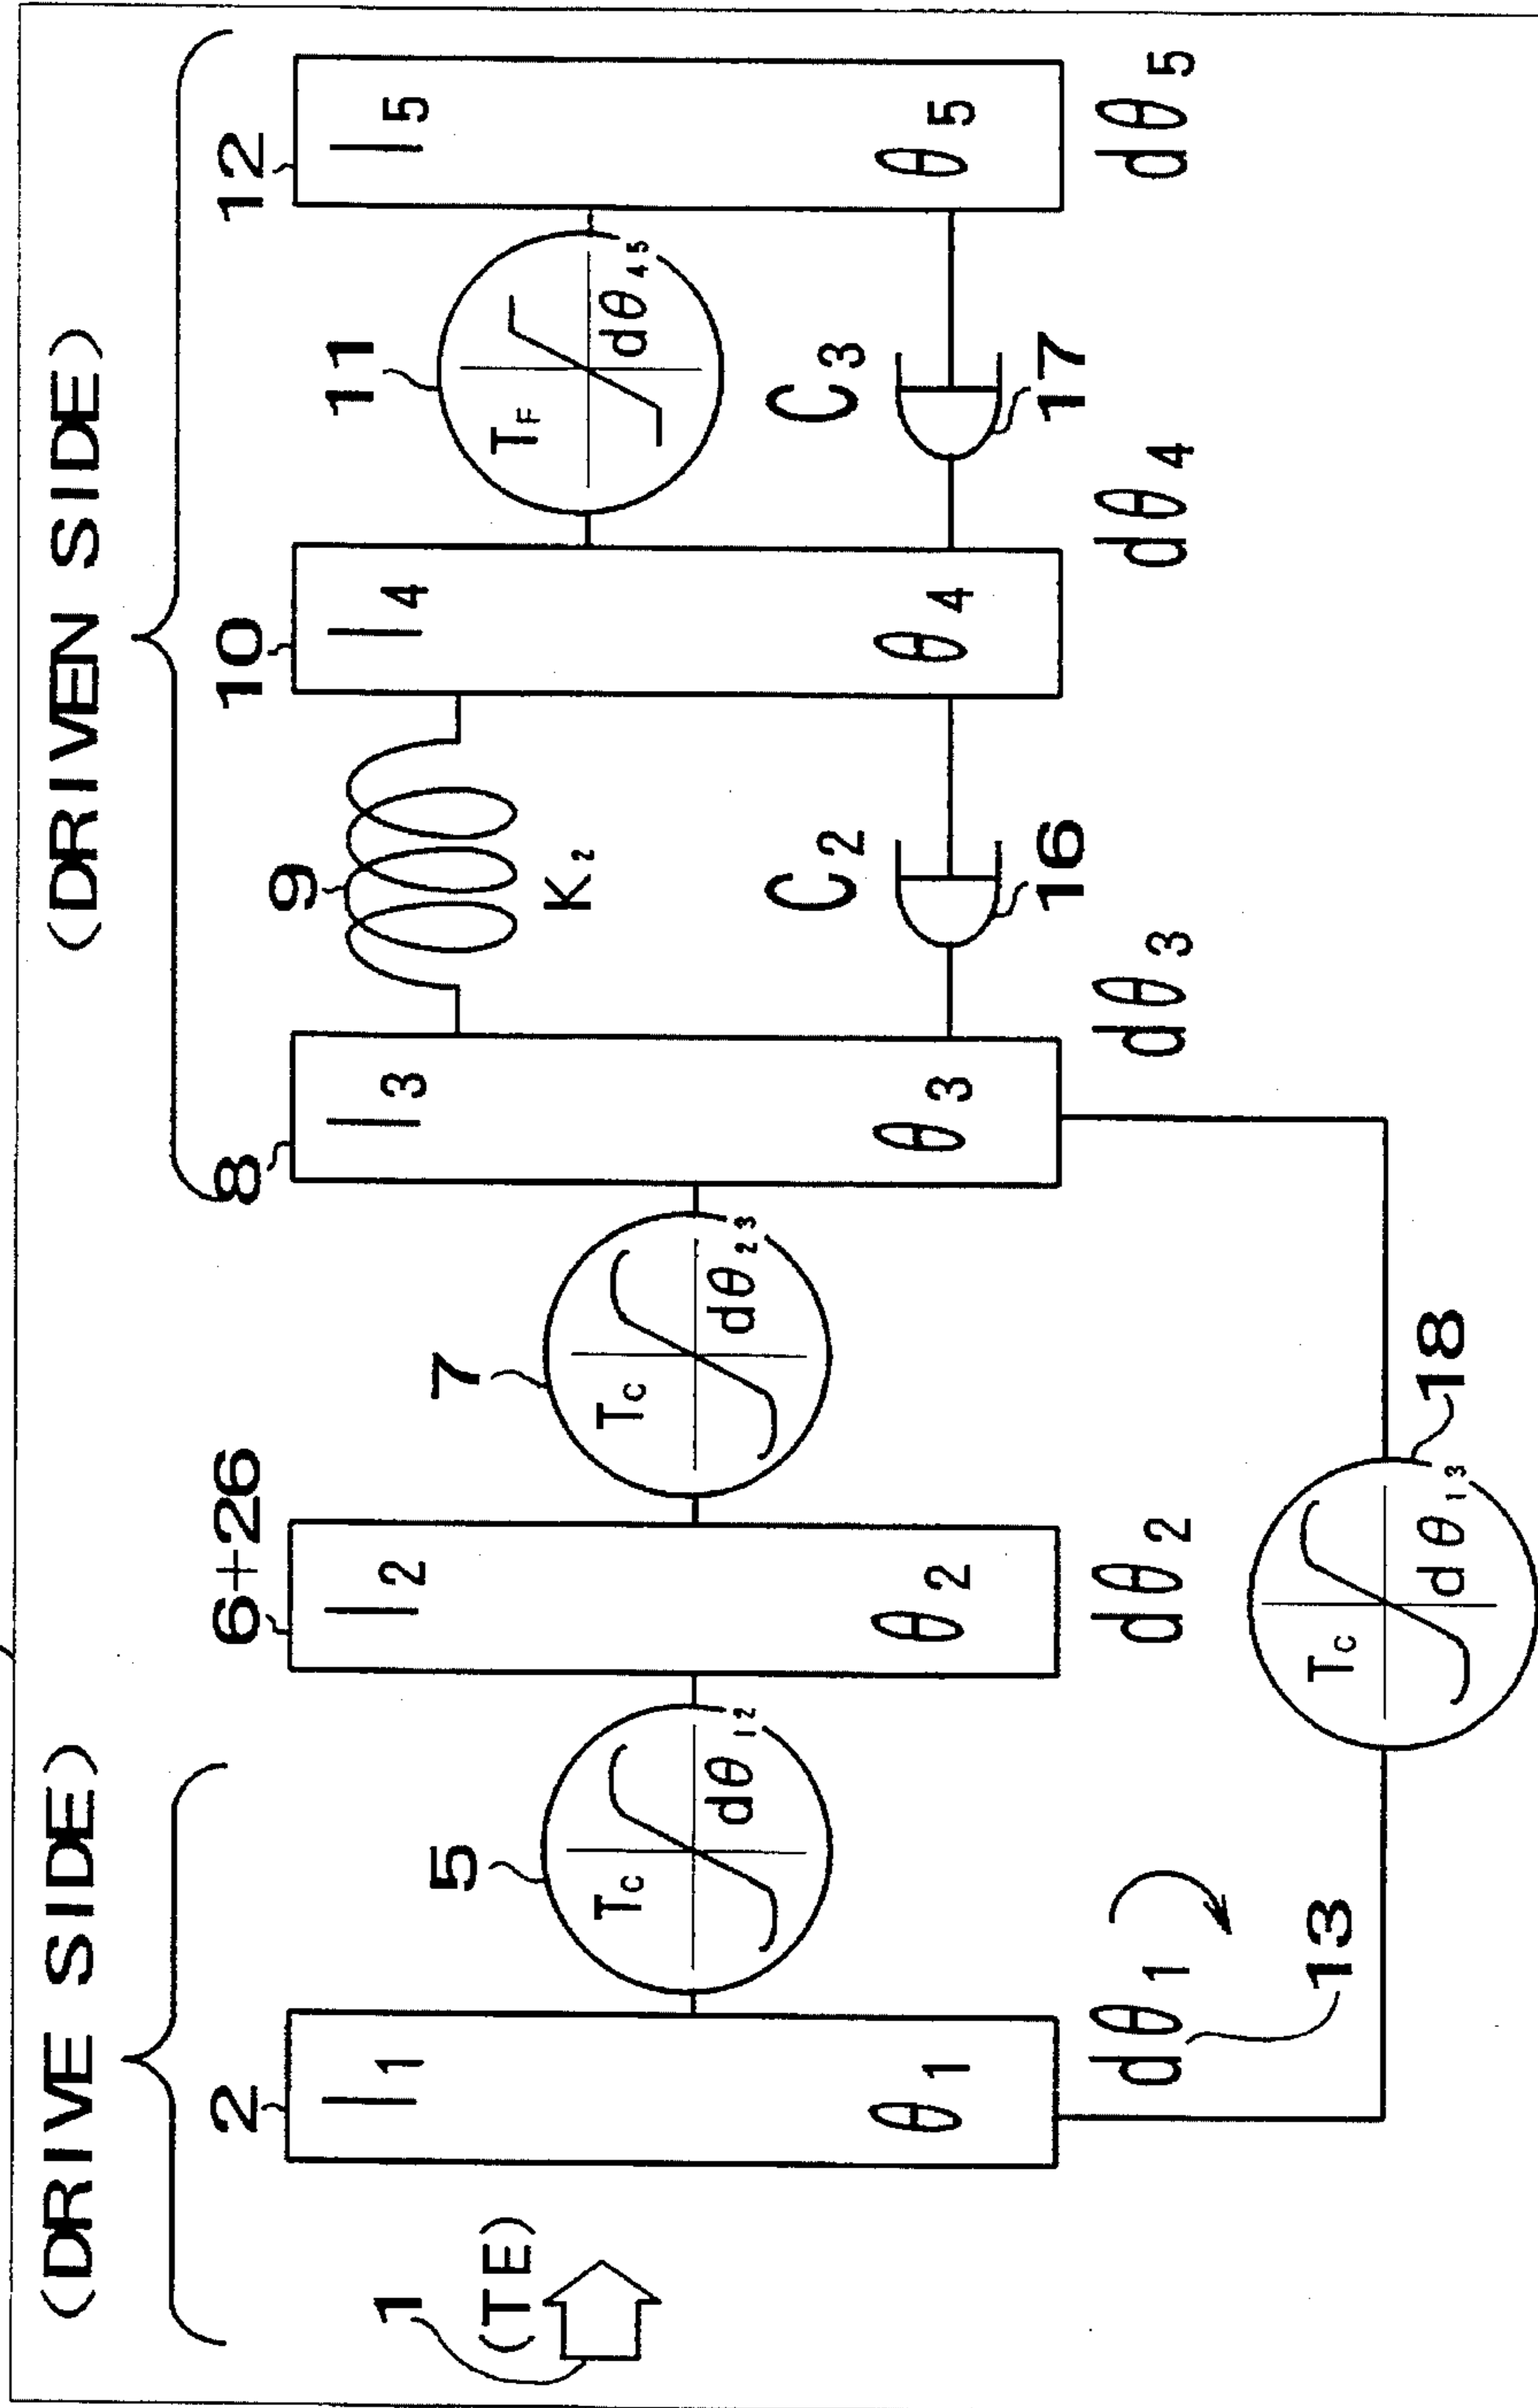 (DRIVE SIDE)
(DRIVEN SIDE)
2
6+26
8
10
12
I1
I2
I3
I4
I5
1
(TE)
5
Tc
dθ12
7
Tc
dθ23
9
K2
11
TF
dθ45
C2
16
C3
17
θ1
θ2
θ3
θ4
θ5
dθ1
dθ2
dθ3
dθ4
dθ5
13
Tc
dθ13
18